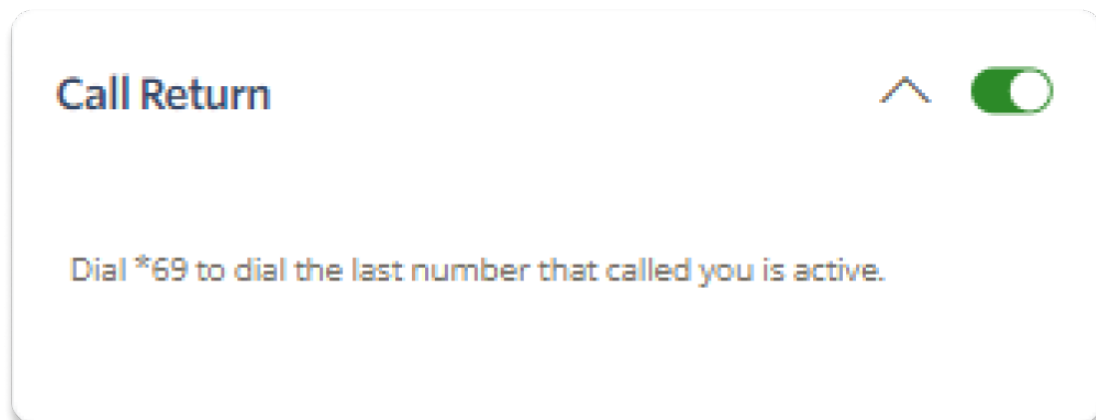 Call Return
Dial *69 to dial the last number that called you is active.